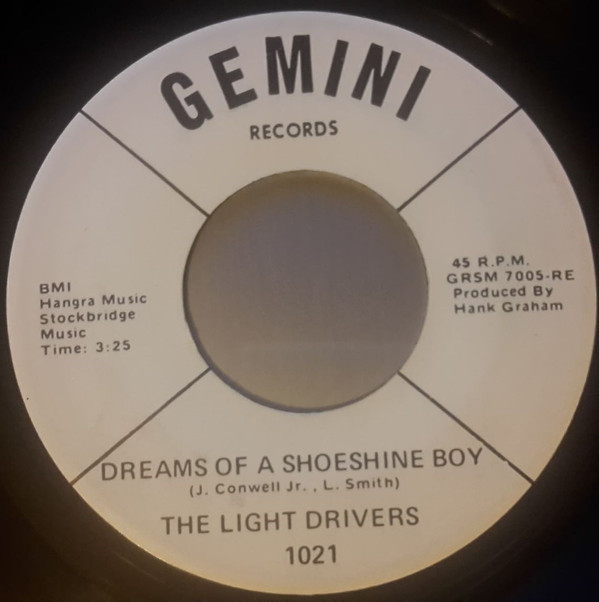 GEMINI
RECORDS
BMI
Hangra Music
Stockbridge
Music
Time: 3:25
45 R.P.M.
GRSM 7005-RE
Produced By
Hank Graham
DREAMS OF A SHOESHINE BOY
(J. Conwell Jr., L. Smith)
THE LIGHT DRIVERS
1021